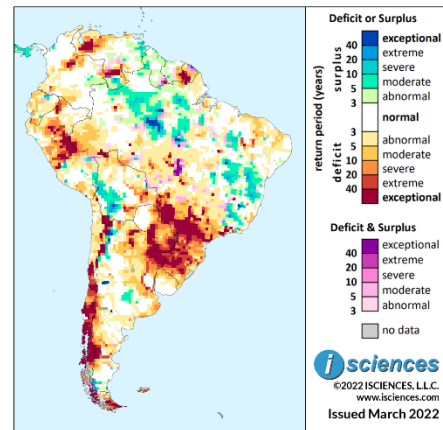 Deficit or Surplus
return period (years)
surplus
deficit
exceptional
40
extreme
20
severe
10
moderate
5
abnormal
3
normal
3
abnormal
5
moderate
10
severe
20
extreme
40
exceptional
Deficit & Surplus
exceptional
40
extreme
20
severe
10
moderate
5
abnormal
3
no data
i sciences
©2022 ISCIENCES, L.L.C.
www.isciences.com
Issued March 2022